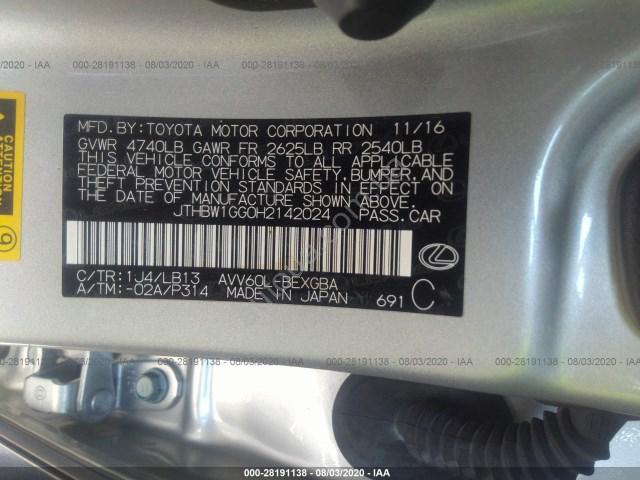 000-28191138 - 08/03/2020 - IAA
MFD.BY:TOYOTA MOTOR CORPORATION 11/16
GVWR 4740LB GAWR FR 2625LB RR 2540LB
THIS VEHICLE CONFORMS TO ALL APPLICABLE
FEDERAL MOTOR VEHICLE SAFETY,BUMPER,AND
THEFT PREVENTION STANDARDS IN EFFECT ON
THE DATE OF MANUFACTURE SHOWN ABOVE.
JTHBW1GG0H2142024 PASS.CAR
C/TR:1J4/LB13 AVV60L-BEXGBA
A/TM:-02A/P314 MADE IN JAPAN 691 C
000-28191138 - 08/03/2020 - IAA
000-28191138 - 08/03/2020 - IAA